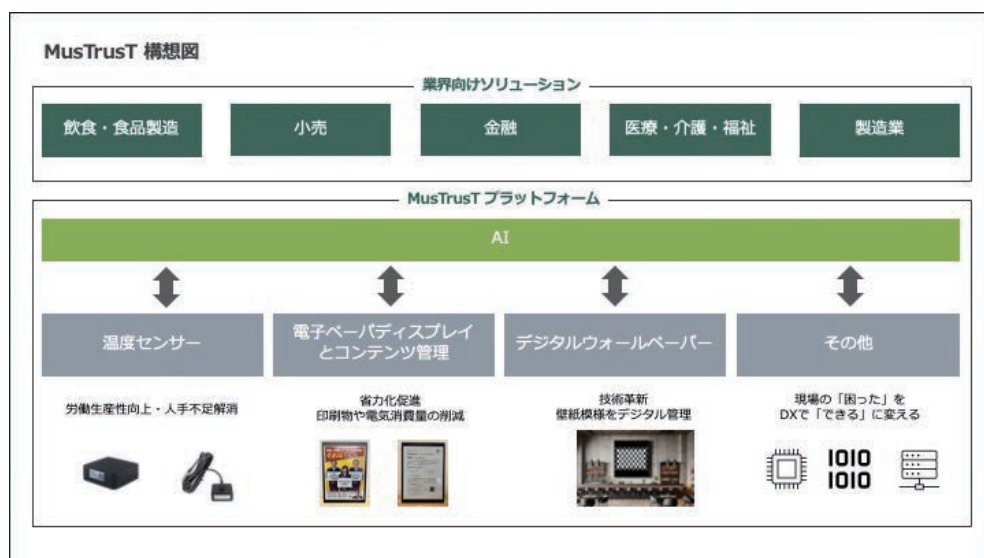 MusTrusT 構想図
業界向けソリューション
飲食・食品製造
小売
金融
医療・介護・福祉
製造業
MusTrusT プラットフォーム
AI
温度センサー
電子ペーパディスプレイ
とコンテンツ管理
デジタルウォールペーパー
その他
労働生産性向上・人手不足解消
省力化促進
印刷物や電気消費量の削減
技術革新
壁紙模様をデジタル管理
現場の「困った」を
DXで「できる」に変える
1010
1010